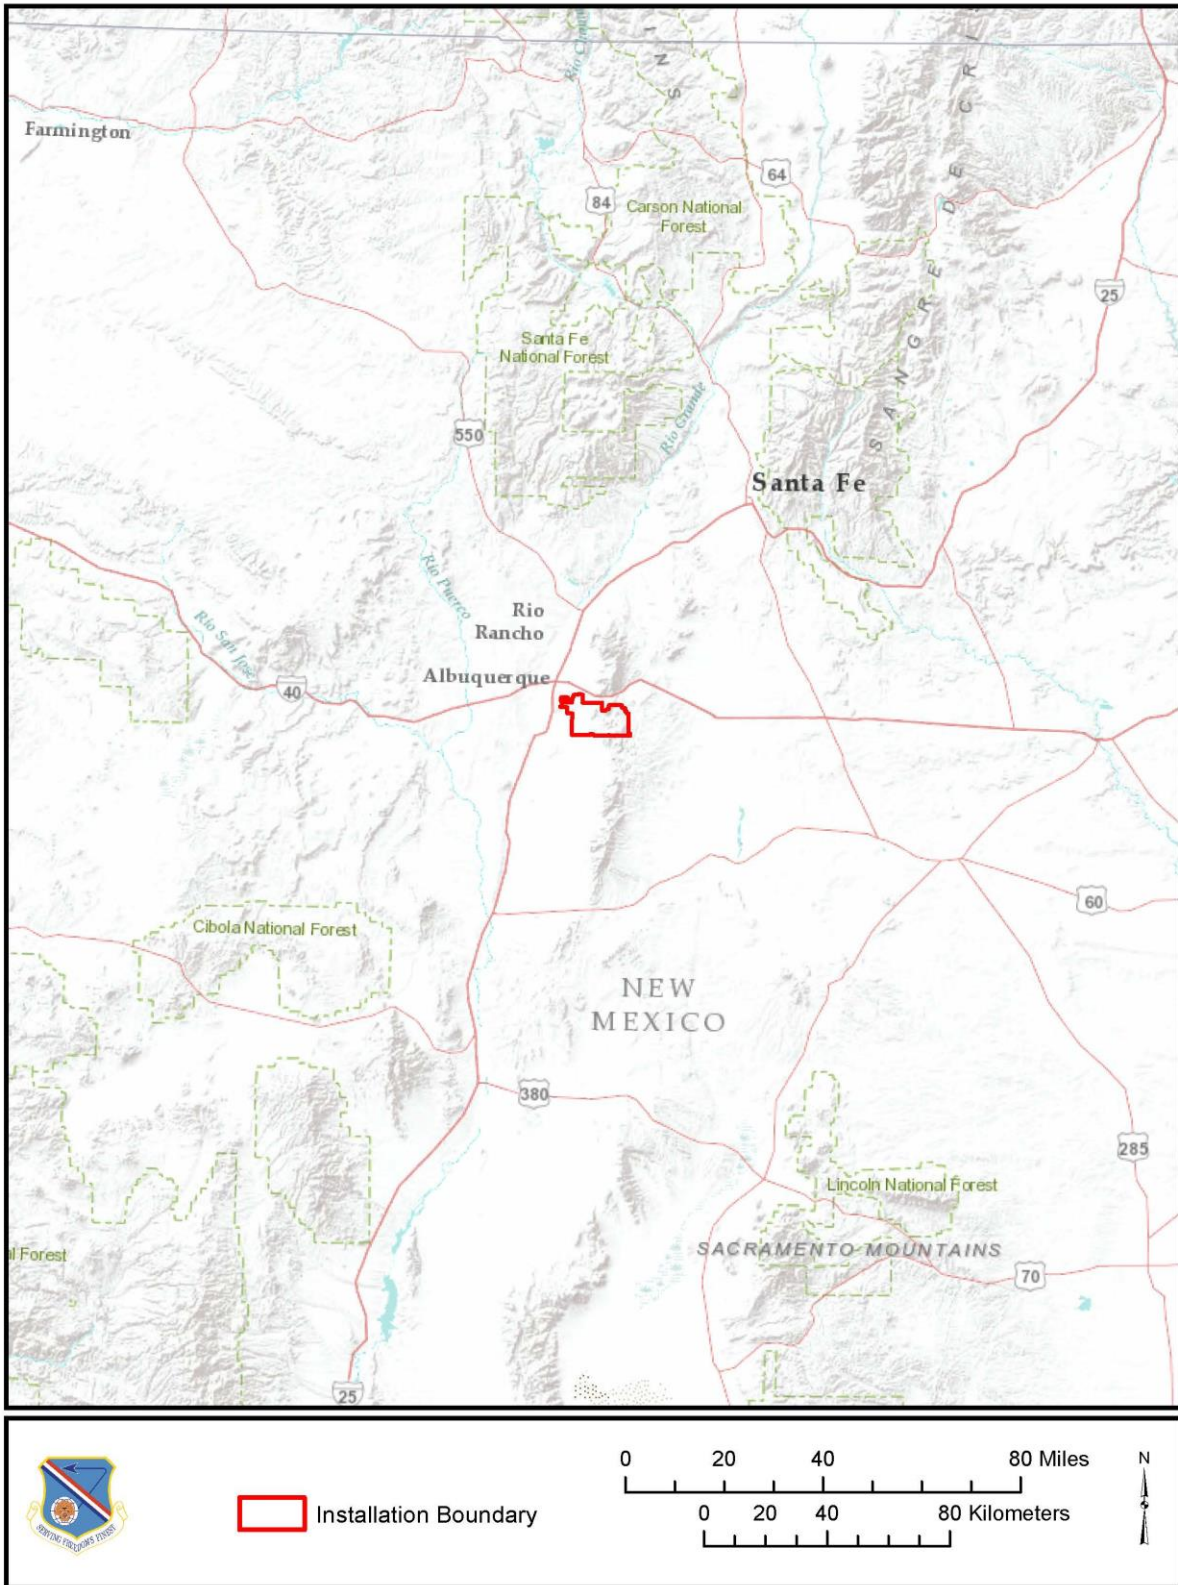 Rio Chama
N
I
S
CRI
Farmington
64
84
Carson National
Forest
DE
25
SANGRE
Santa Fe
National Forest
Rio Grande
550
Santa Fe
Rio Puerco
Rio
Rancho
Rio San Jose
Albuquerque
40
60
Cibola National Forest
NEW
MEXICO
380
285
Lincoln National Forest
SACRAMENTO MOUNTAINS
al Forest
70
25
0 20 40 80 Miles
N
0 20 40 80 Kilometers
Installation Boundary
SERVING FREEDOM'S FINEST